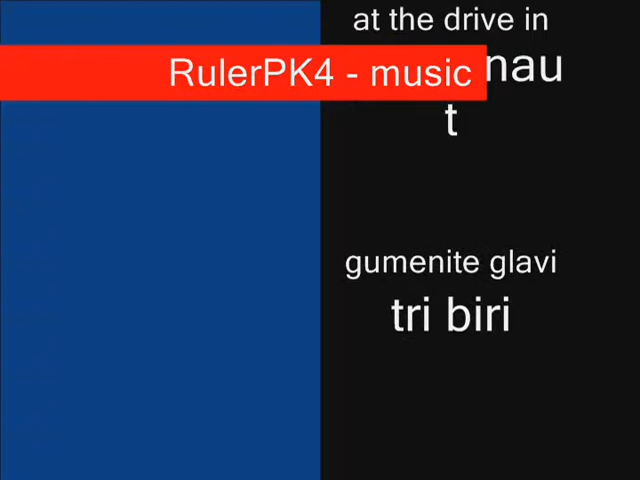 at the drive in
RulerPK4 - music
nau
t
gumenite glavi
tri biri